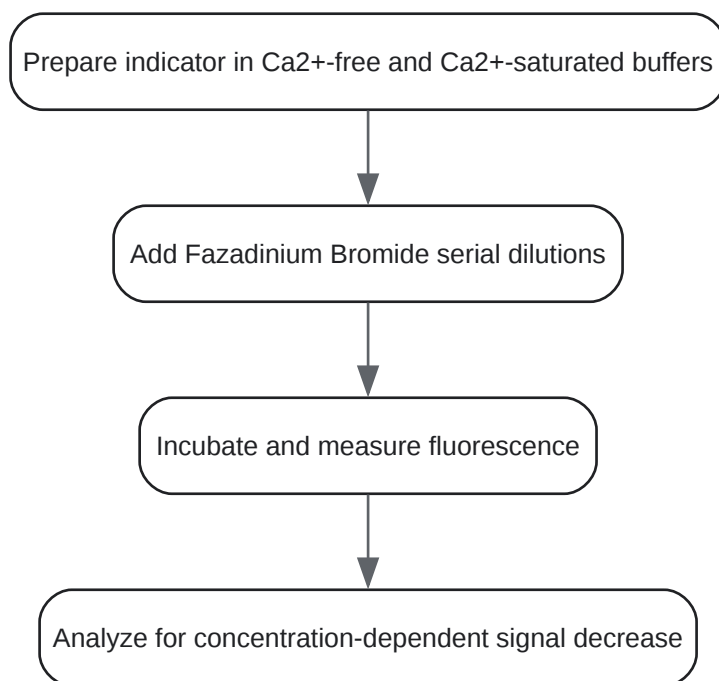 Prepare indicator in Ca2+-free and Ca2+-saturated buffers
Add Fazadinium Bromide serial dilutions
Incubate and measure fluorescence
Analyze for concentration-dependent signal decrease